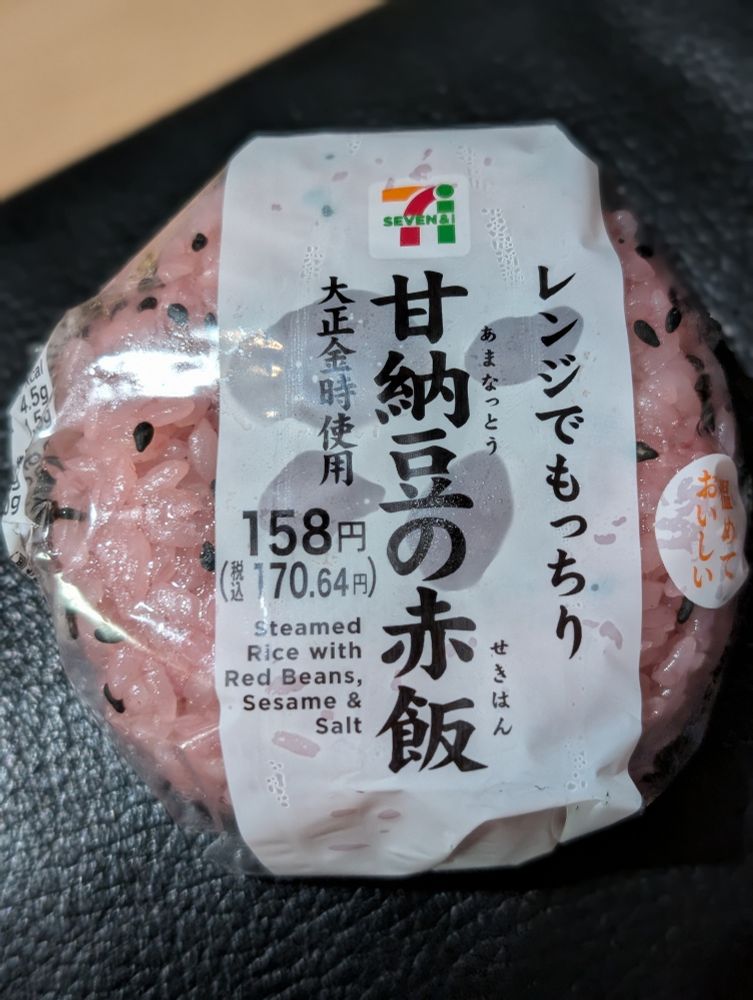 SEVEN&i
レンジでもっちり
甘納豆の赤飯
あまなっとう
せきはん
大正金時使用
158円
(税込170.64円)
Steamed
Rice with
Red Beans,
Sesame &
Salt
温めて
おいしい
kcal
4.5g